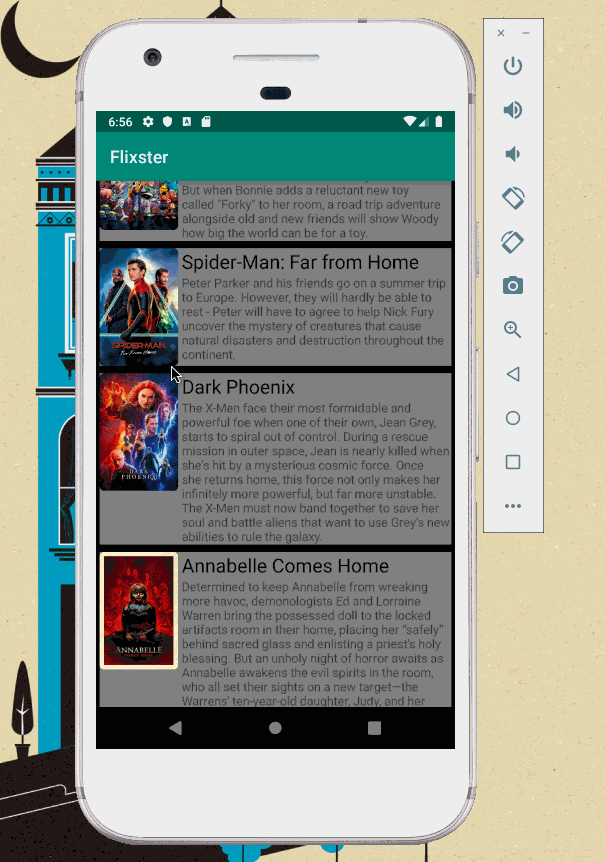 6:56
Flixster
But when Bonnie adds a reluctant new toy
called "Forky" to her room, a road trip adventure
alongside old and new friends will show Woody
how big the world can be for a toy.
Spider-Man: Far from Home
Peter Parker and his friends go on a summer trip
to Europe. However, they will hardly be able to
rest - Peter will have to agree to help Nick Fury
uncover the mystery of creatures that cause
natural disasters and destruction throughout the
continent.
SPIDER-MAN
Far From Home
Dark Phoenix
The X-Men face their most formidable and
powerful foe when one of their own, Jean Grey,
starts to spiral out of control. During a rescue
mission in outer space, Jean is nearly killed when
she's hit by a mysterious cosmic force. Once
she returns home, this force not only makes her
infinitely more powerful, but far more unstable.
The X-Men must now band together to save her
soul and battle aliens that want to use Grey's new
abilities to rule the galaxy.
DARK
PHOENIX
Annabelle Comes Home
Determined to keep Annabelle from wreaking
more havoc, demonologists Ed and Lorraine
Warren bring the possessed doll to the locked
artifacts room in their home, placing her "safely"
behind sacred glass and enlisting a priest's holy
blessing. But an unholy night of horror awaits as
Annabelle awakens the evil spirits in the room,
who all set their sights on a new target—the
Warrens' ten-year-old daughter, Judy, and her
ANNABELLE
COMES HOME